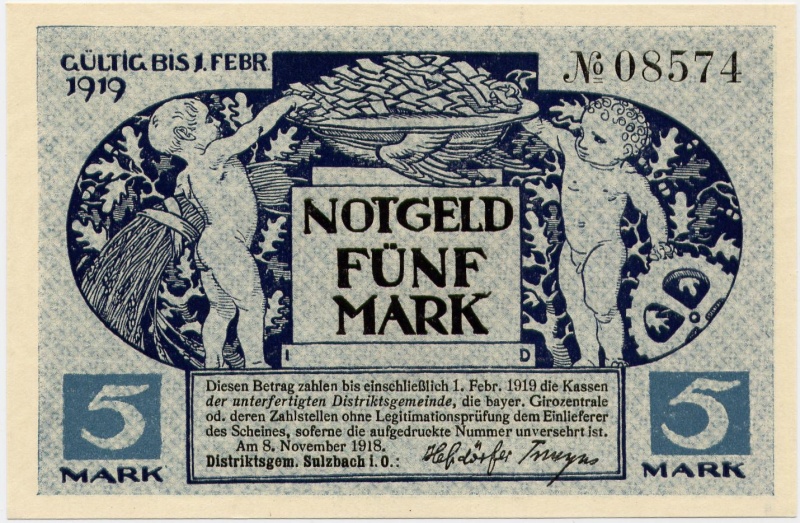 GÜLTIG BIS 1. FEBR.
1919
№ 08574
NOTGELD
FÜNF
MARK
I D
Diesen Betrag zahlen bis einschließlich 1. Febr. 1919 die Kassen
der unterfertigten Distriktsgemeinde, die bayer. Girozentrale
od. deren Zahlstellen ohne Legitimationsprüfung dem Einlieferer
des Scheines, soferne die aufgedruckte Nummer unversehrt ist.
Am 8. November 1918.
Distriktsgem. Sulzbach i. O.:
5
MARK
5
MARK